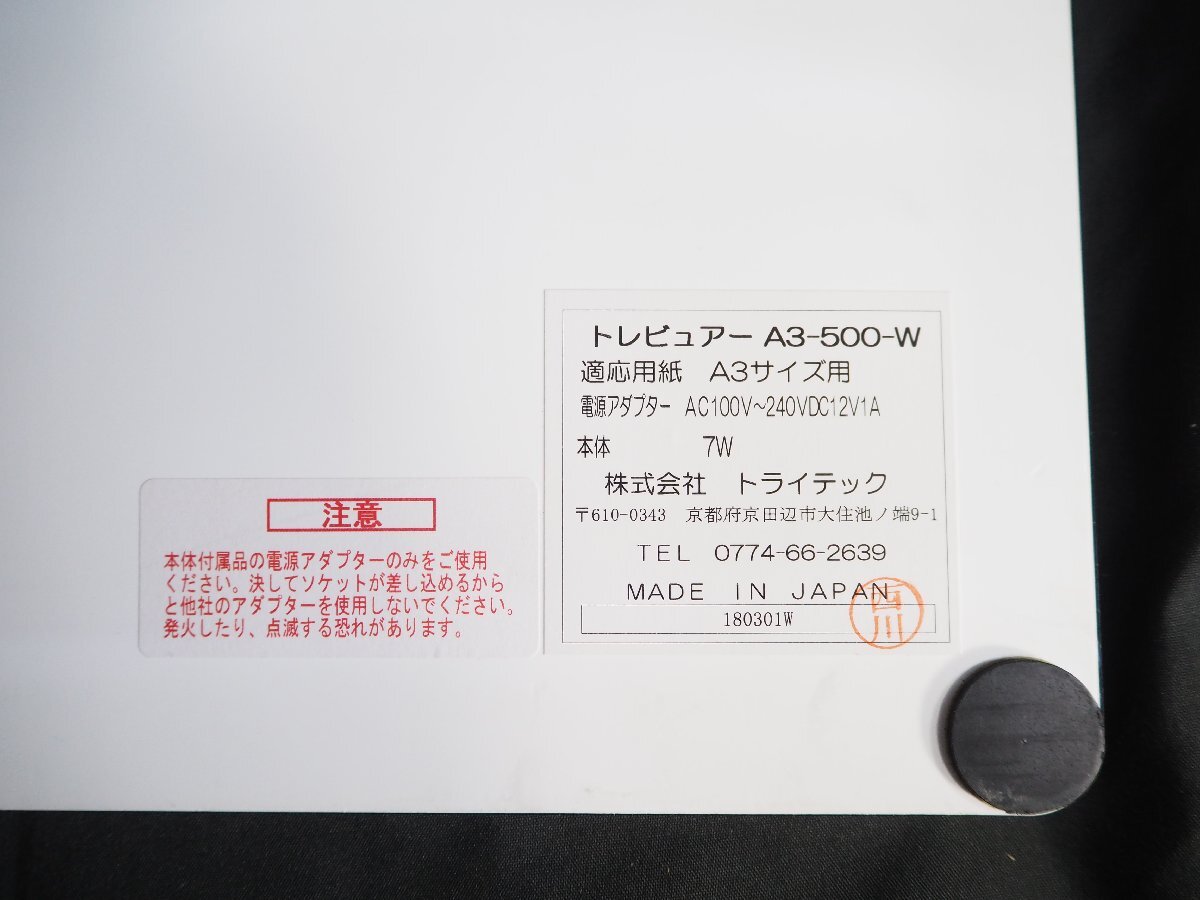 トレビュアー A3-500-W
適応用紙 A3サイズ用
電源アダプター AC100V～240VDC12V1A
本体 7W
株式会社 トライテック
〒610-0343 京都府京田辺市大住池ノ端9-1
TEL 0774-66-2639
MADE IN JAPAN
180301W
注意
本体付属品の電源アダプターのみをご使用
ください。決してソケットが差し込めるから
と他社のアダプターを使用しないでください。
発火したり、点滅する恐れがあります。